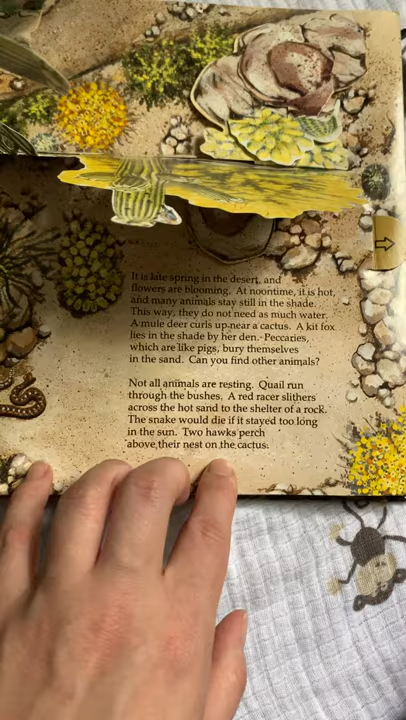 It is late spring in the desert, and
flowers are blooming. At noontime, it is hot,
and many animals stay still in the shade.
This way, they do not need as much water.
A mule deer curls up near a cactus. A kit fox
lies in the shade by her den. Peccaries,
which are like pigs, bury themselves
in the sand. Can you find other animals?

Not all animals are resting. Quail run
through the bushes. A red racer slithers
across the hot sand to the shelter of a rock.
The snake would die if it stayed too long
in the sun. Two hawks perch
above their nest on the cactus.